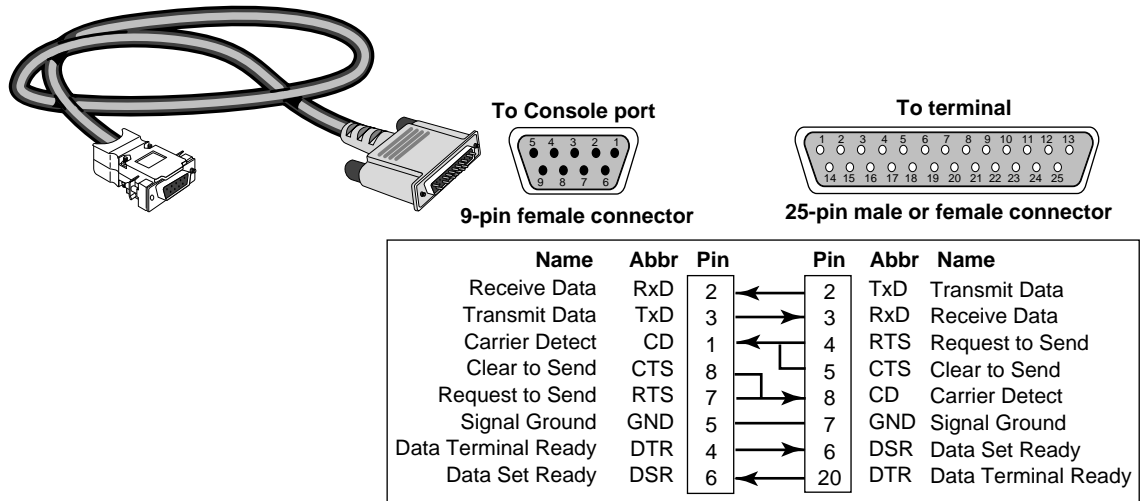 To Console port
5 4 3 2 1
9 8 7 6
9-pin female connector
To terminal
1 2 3 4 5 6 7 8 9 10 11 12 13
14 15 16 17 18 19 20 21 22 23 24 25
25-pin male or female connector
Name Abbr Pin Pin Abbr Name
Receive Data RxD 2 2 TxD Transmit Data
Transmit Data TxD 3 3 RxD Receive Data
Carrier Detect CD 1 4 RTS Request to Send
Clear to Send CTS 8 5 CTS Clear to Send
Request to Send RTS 7 8 CD Carrier Detect
Signal Ground GND 5 7 GND Signal Ground
Data Terminal Ready DTR 4 6 DSR Data Set Ready
Data Set Ready DSR 6 20 DTR Data Terminal Ready